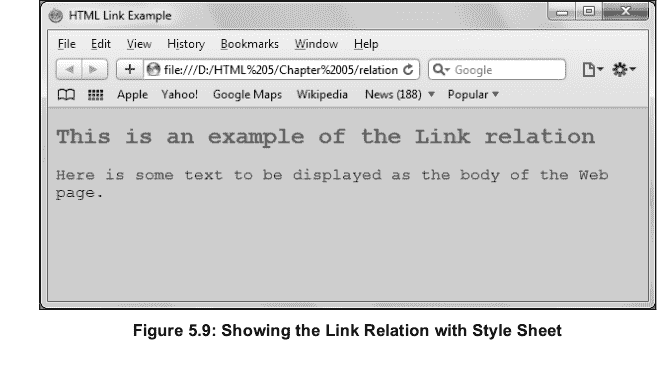 HTML Link Example
File Edit View History Bookmarks Window Help
+ file:///D:/HTML%205/Chapter%2005/relation Q Google
Apple Yahoo! Google Maps Wikipedia News (188) ▼ Popular ▼
This is an example of the Link relation
Here is some text to be displayed as the body of the Web
page.
Figure 5.9: Showing the Link Relation with Style Sheet